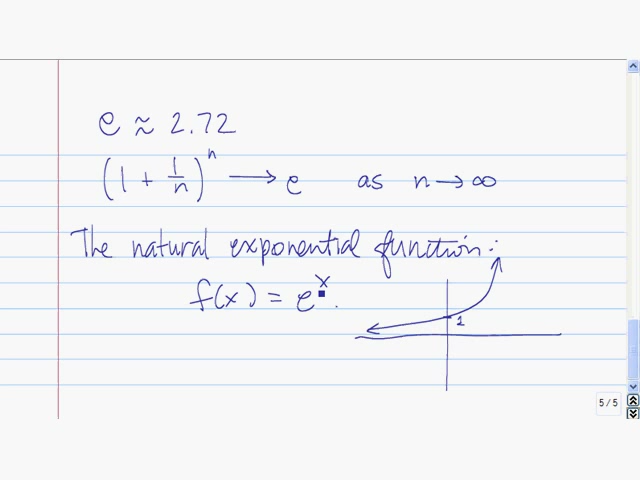 e ≈ 2.72
(1 + 1/n)^n → e as n → ∞
The natural exponential function:
f(x) = e^x.
1
5 / 5